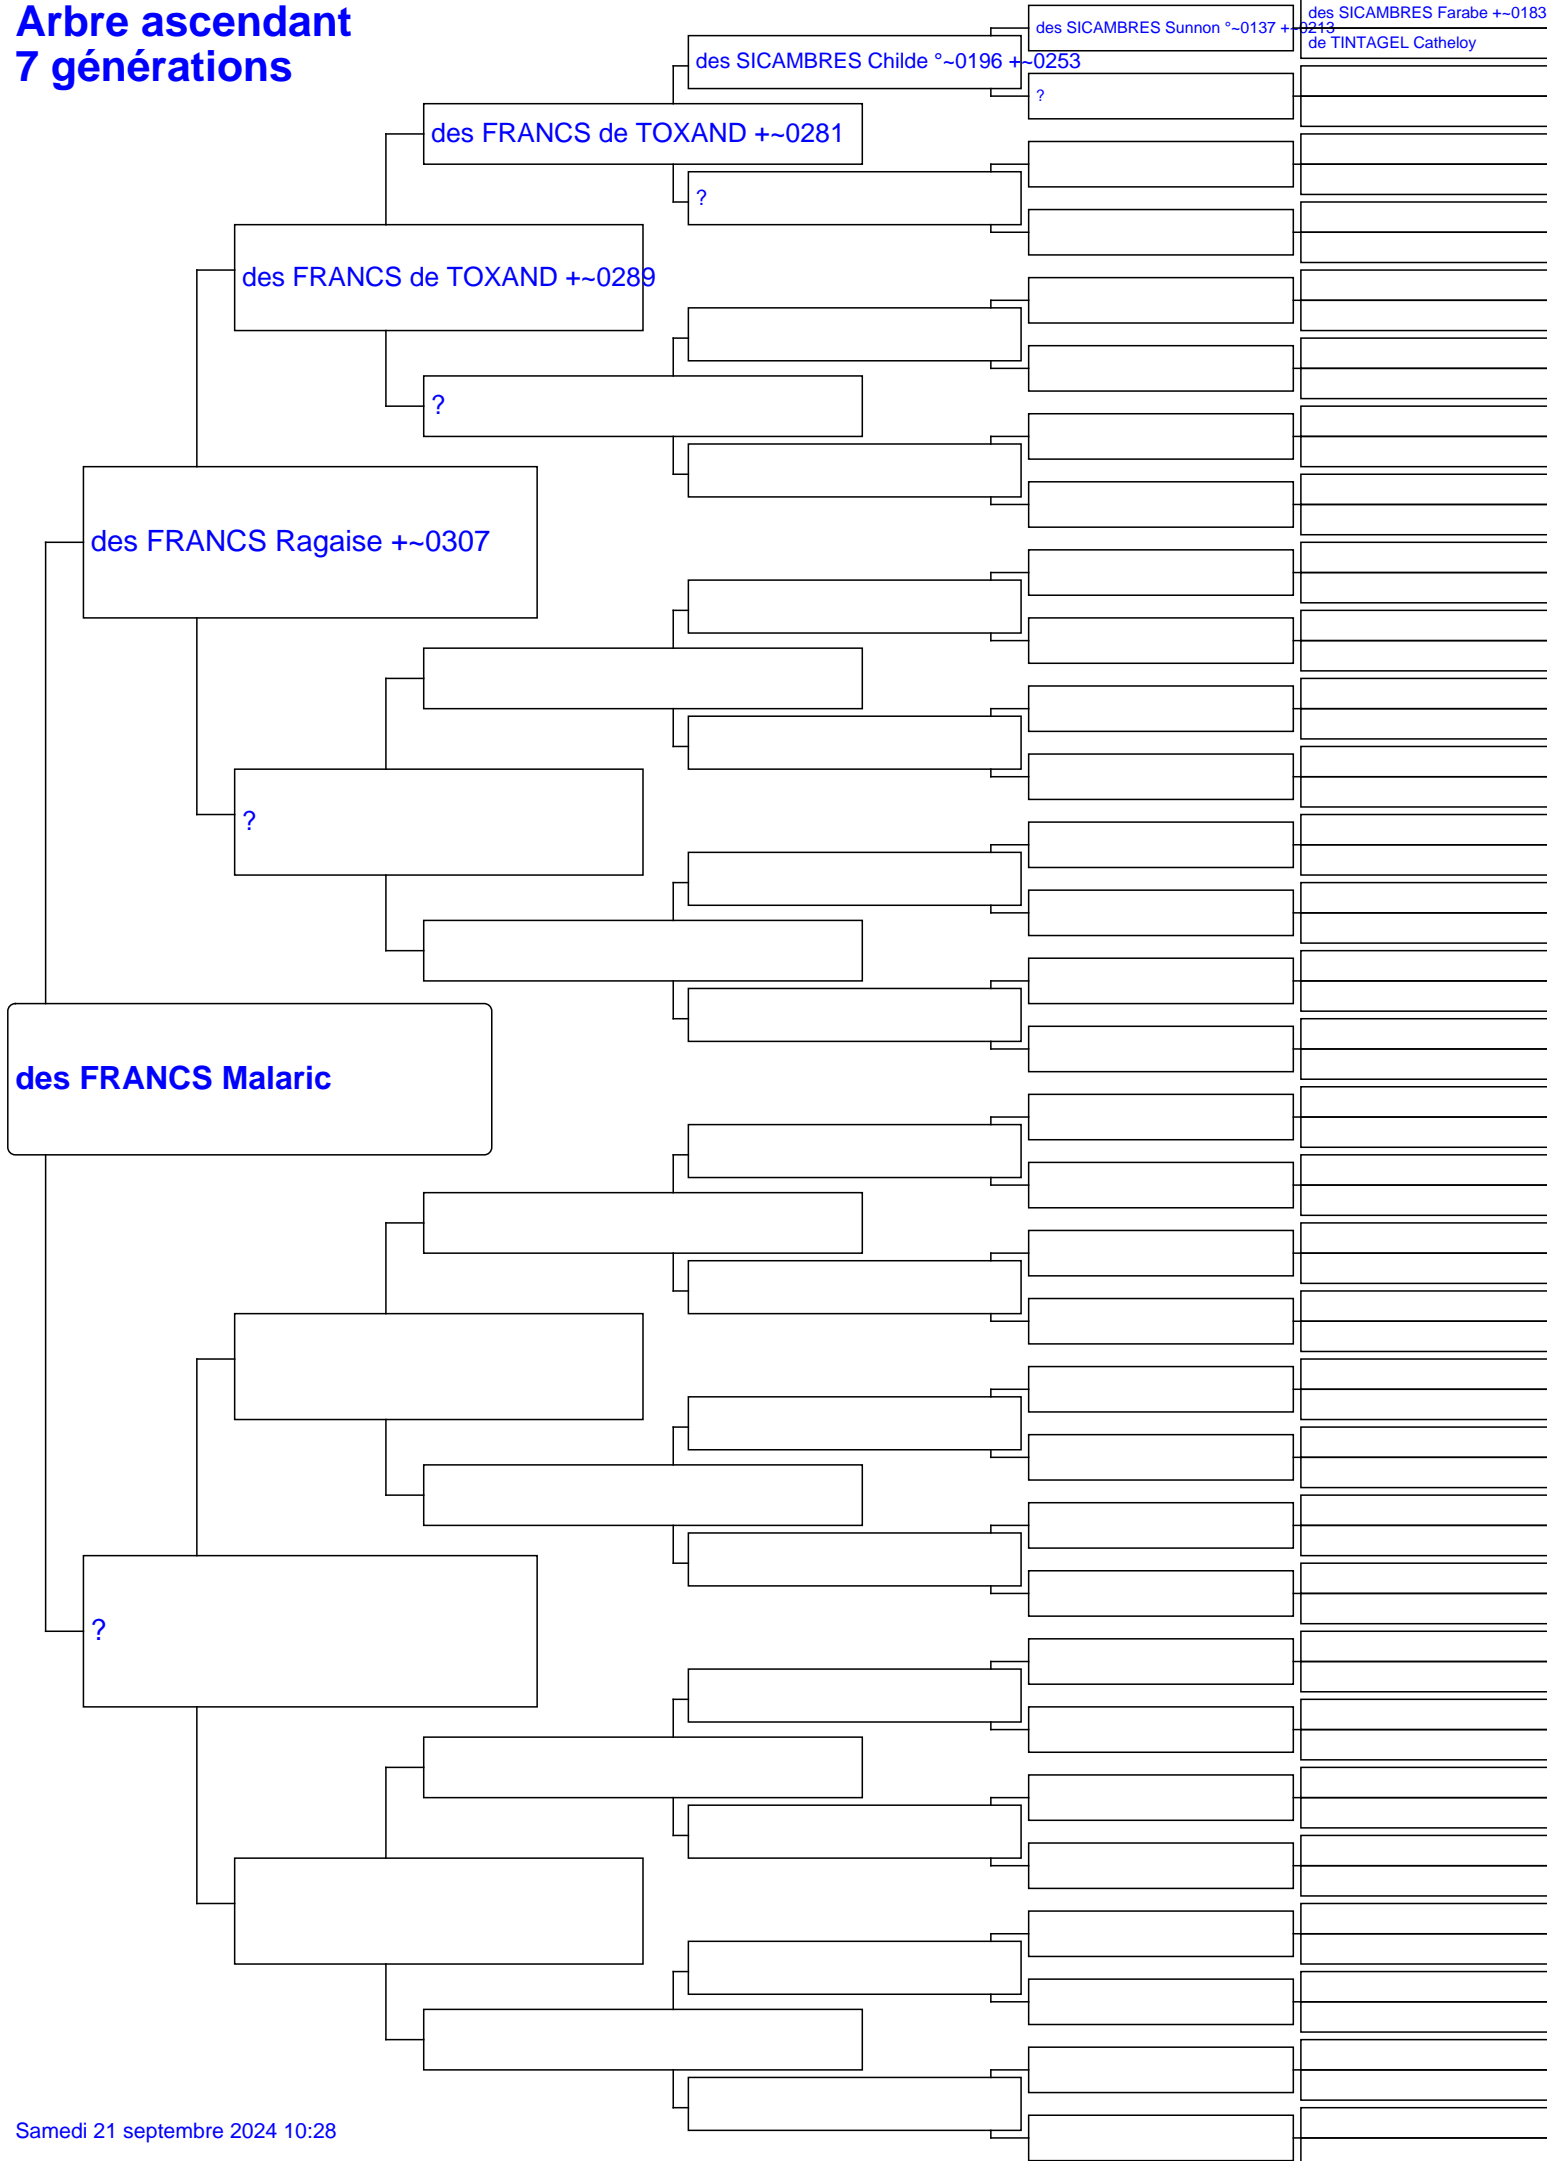 Arbre ascendant
7 générations
des SICAMBRES Farabe +~0183
de TINTAGEL Catheloy
des SICAMBRES Sunnon °~0137 +~0213
des SICAMBRES Childe °~0196 +~0253
?
des FRANCS de TOXAND +~0281
?
des FRANCS de TOXAND +~0289
?
des FRANCS Ragaise +~0307
?
des FRANCS Malaric
?
Samedi 21 septembre 2024 10:28